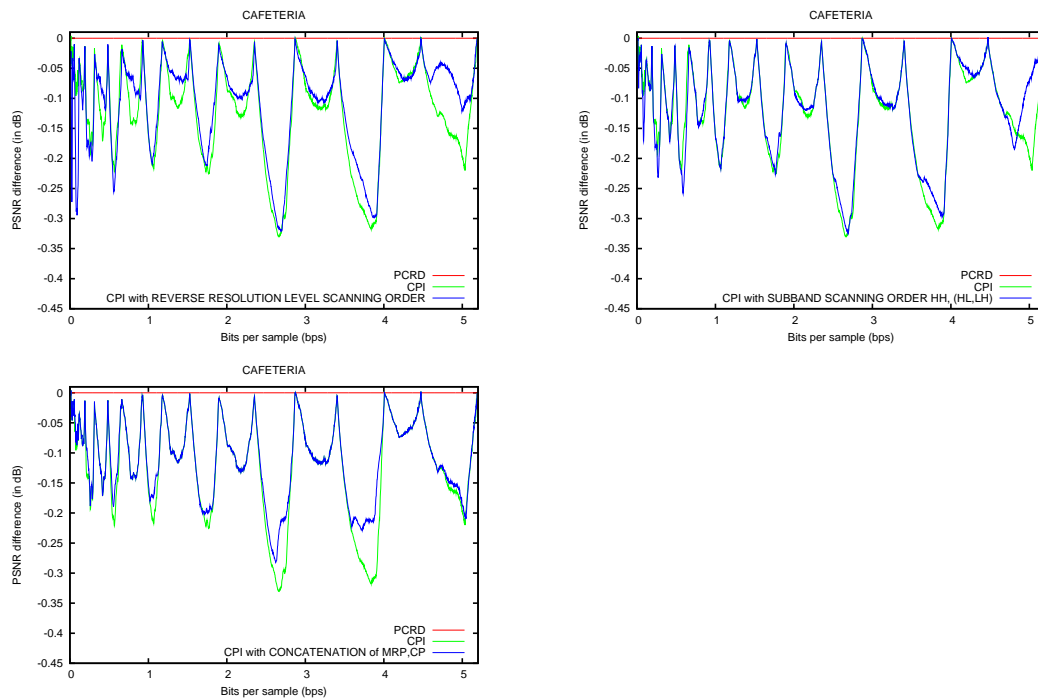 CAFETERIA
0
-0.05
-0.1
-0.15
-0.2
-0.25
-0.3
-0.35
-0.4
-0.45
PSNR difference (in dB)
PCRD
CPI
CPI with REVERSE RESOLUTION LEVEL SCANNING ORDER
0 1 2 3 4 5
Bits per sample (bps)
CAFETERIA
0
-0.05
-0.1
-0.15
-0.2
-0.25
-0.3
-0.35
-0.4
-0.45
PSNR difference (in dB)
PCRD
CPI
CPI with SUBBAND SCANNING ORDER HH, (HL,LH)
0 1 2 3 4 5
Bits per sample (bps)
CAFETERIA
0
-0.05
-0.1
-0.15
-0.2
-0.25
-0.3
-0.35
-0.4
-0.45
PSNR difference (in dB)
PCRD
CPI
CPI with CONCATENATION of MRP,CP
0 1 2 3 4 5
Bits per sample (bps)